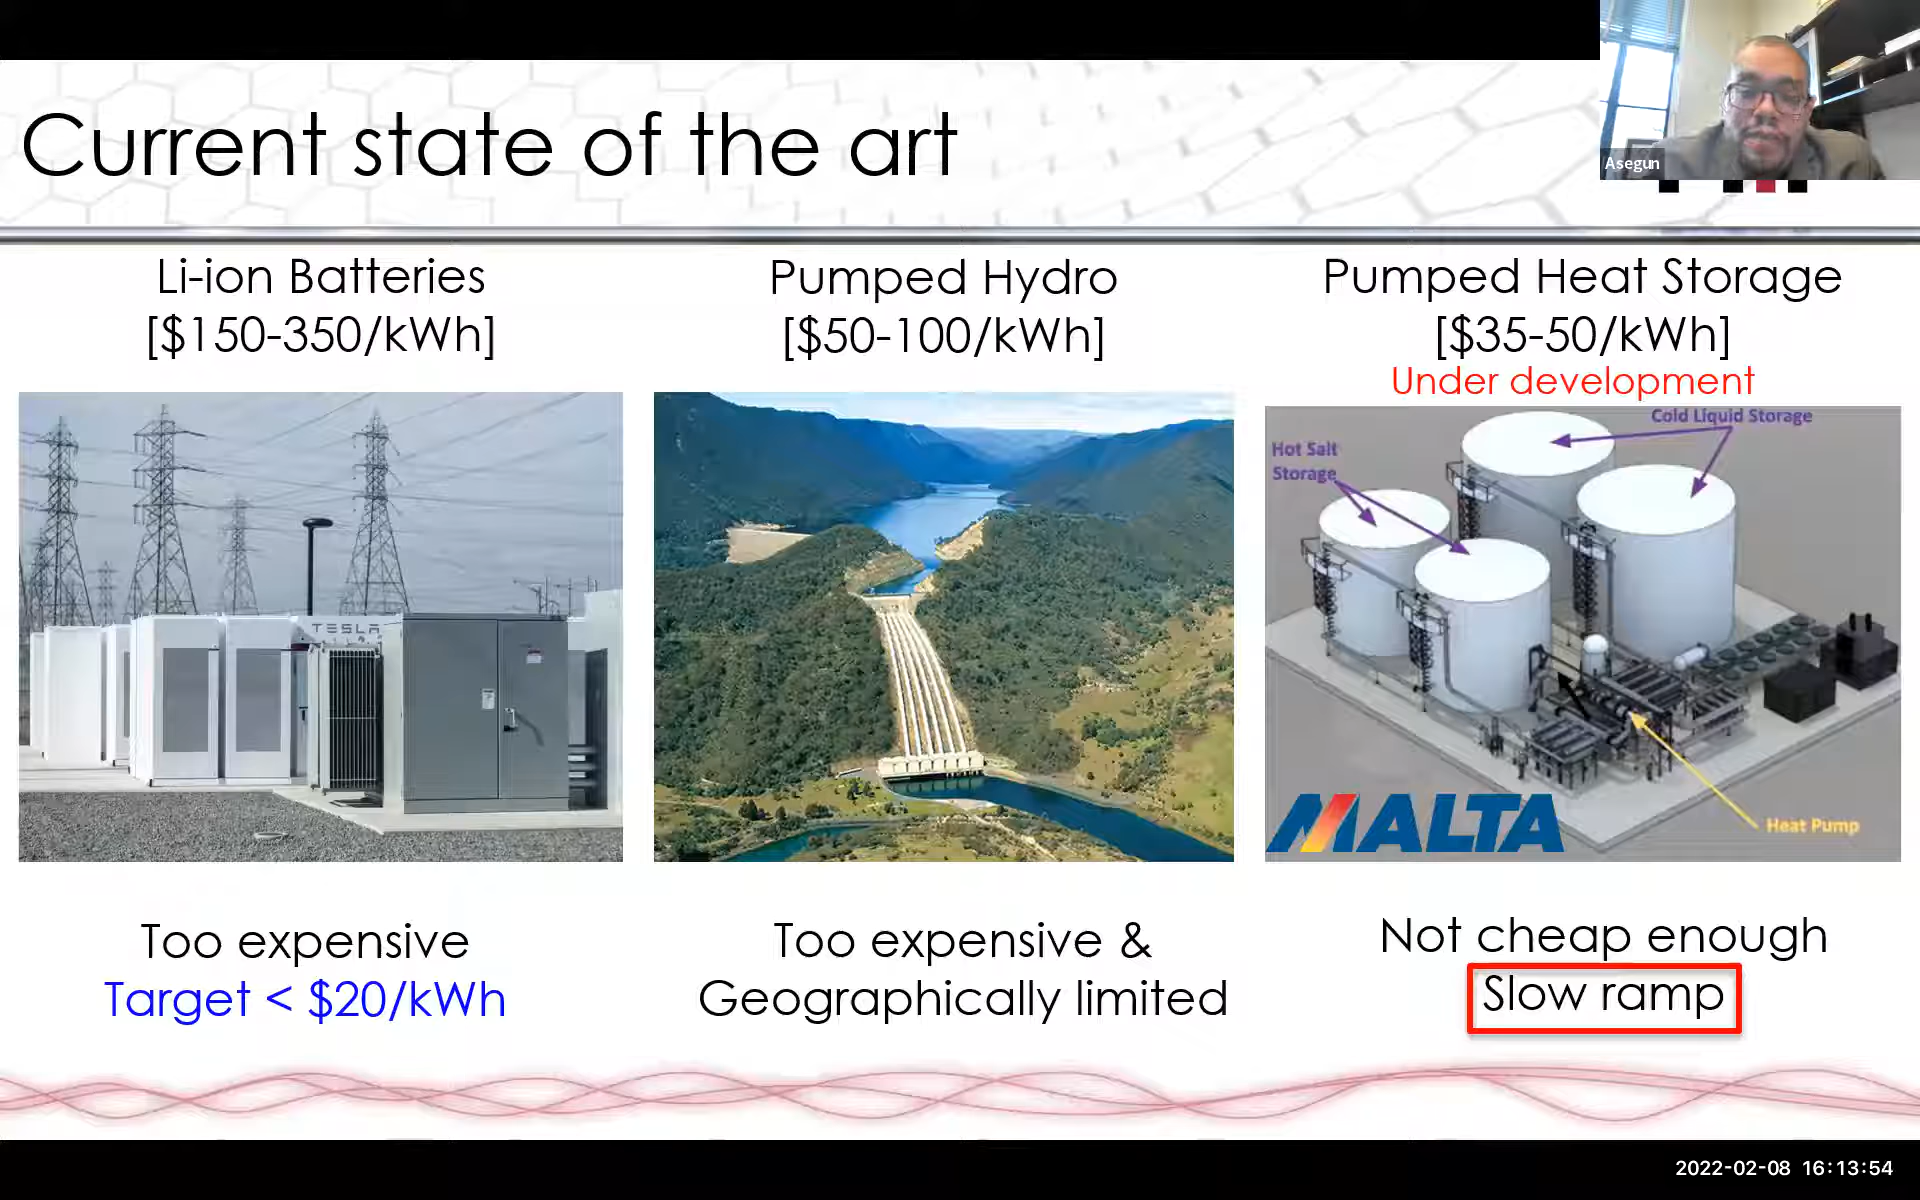 Asegun
Current state of the art
Li-ion Batteries
[$150-350/kWh]
Pumped Hydro
[$50-100/kWh]
Pumped Heat Storage
[$35-50/kWh]
Under development
TESLA
Cold Liquid Storage
Hot Salt
Storage
MALTA
Heat Pump
Too expensive
Target < $20/kWh
Too expensive &
Geographically limited
Not cheap enough
Slow ramp
2022-02-08 16:13:54